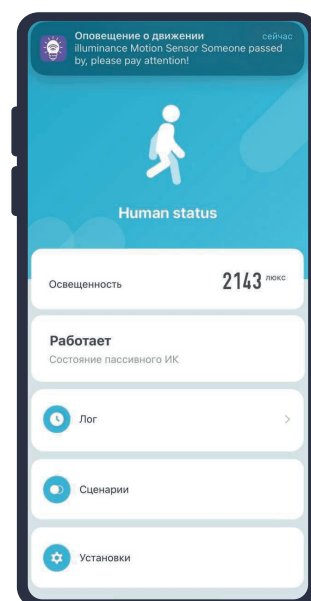 Оповещение о движении сейчас
illuminance Motion Sensor Someone passed
by, please pay attention!
Human status
Освещенность 2143 люкс
Работает
Состояние пассивного ИК
Лог
Сценарии
Установки